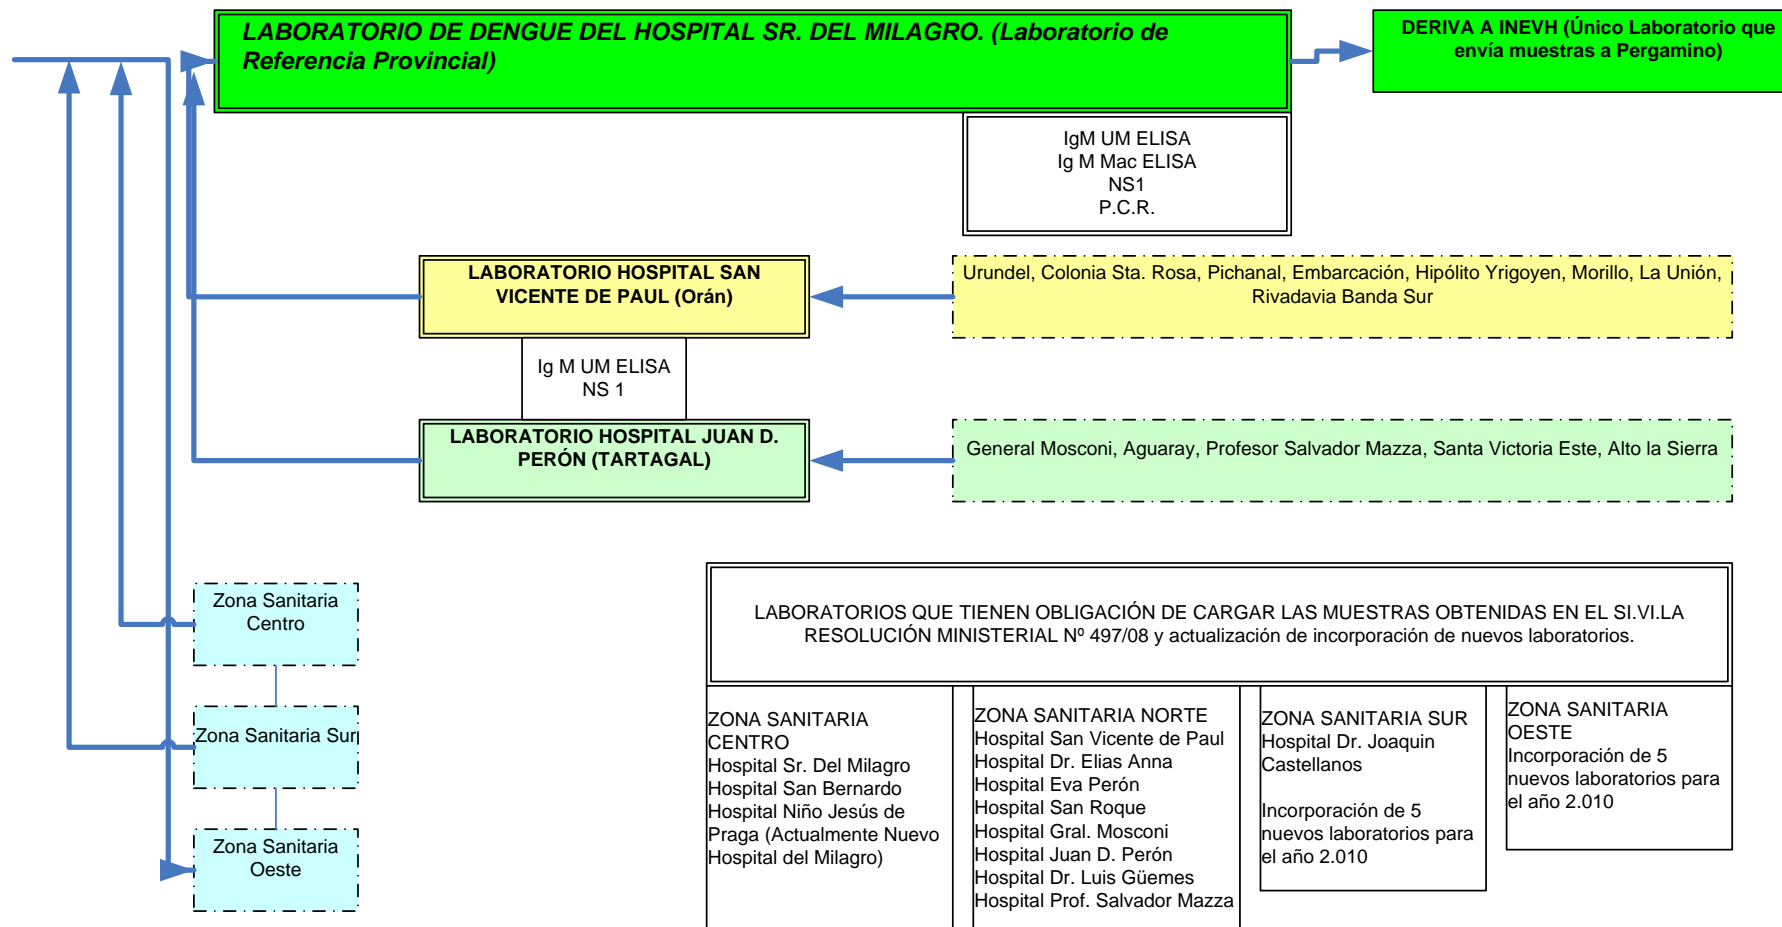 LABORATORIO DE DENGUE DEL HOSPITAL SR. DEL MILAGRO. (Laboratorio de
Referencia Provincial)
DERIVA A INEVH (Único Laboratorio que
envía muestras a Pergamino)
IgM UM ELISA
Ig M Mac ELISA
NS1
P.C.R.
LABORATORIO HOSPITAL SAN
VICENTE DE PAUL (Orán)
Urundel, Colonia Sta. Rosa, Pichanal, Embarcación, Hipólito Yrigoyen, Morillo, La Unión,
Rivadavia Banda Sur
Ig M UM ELISA
NS 1
LABORATORIO HOSPITAL JUAN D.
PERÓN (TARTAGAL)
General Mosconi, Aguaray, Profesor Salvador Mazza, Santa Victoria Este, Alto la Sierra
Zona Sanitaria
Centro
Zona Sanitaria Sur
Zona Sanitaria
Oeste
LABORATORIOS QUE TIENEN OBLIGACIÓN DE CARGAR LAS MUESTRAS OBTENIDAS EN EL SI.VI.LA
RESOLUCIÓN MINISTERIAL Nº 497/08 y actualización de incorporación de nuevos laboratorios.
ZONA SANITARIA
CENTRO
Hospital Sr. Del Milagro
Hospital San Bernardo
Hospital Niño Jesús de
Praga (Actualmente Nuevo
Hospital del Milagro)
ZONA SANITARIA NORTE
Hospital San Vicente de Paul
Hospital Dr. Elias Anna
Hospital Eva Perón
Hospital San Roque
Hospital Gral. Mosconi
Hospital Juan D. Perón
Hospital Dr. Luis Güemes
Hospital Prof. Salvador Mazza
ZONA SANITARIA SUR
Hospital Dr. Joaquin
Castellanos
Incorporación de 5
nuevos laboratorios para
el año 2.010
ZONA SANITARIA
OESTE
Incorporación de 5
nuevos laboratorios para
el año 2.010